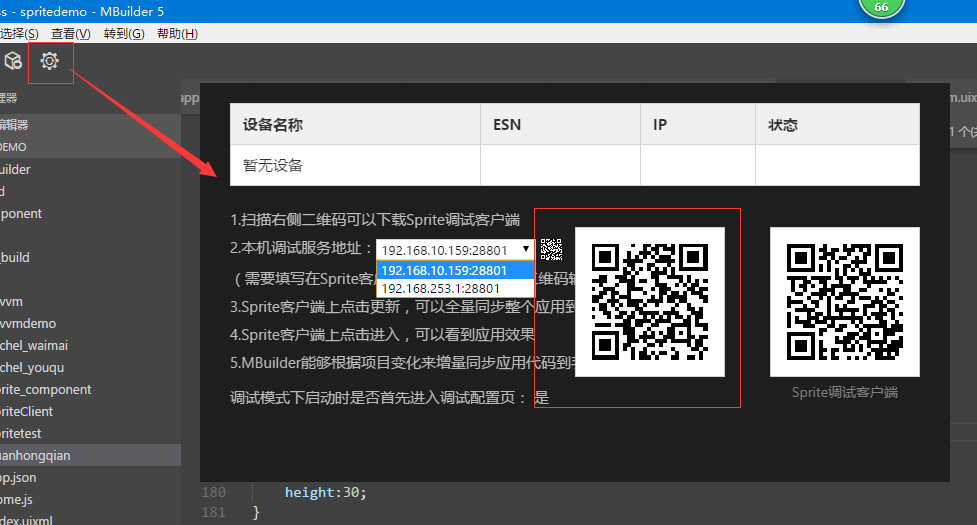 ss - spritedemo - MBuilder 5
66
选择(S) 查看(V) 转到(G) 帮助(H)
理器
编辑器
DEMO
uilder
d
ponent
_build
vvm
vvmdemo
chel_waimai
chel_youqu
prite_component
priteClient
pritetest
uanhongqian
pp.json
ome.js
ndex.uixml
app
m.uix
1 个(未
设备名称 ESN IP 状态
暂无设备
1.扫描右侧二维码可以下载Sprite调试客户端
2.本机调试服务地址： 192.168.10.159:28801
192.168.10.159:28801
192.168.253.1:28801
（需要填写在Sprite客 维码输
3.Sprite客户端上点击更新，可以全量同步整个应用到
4.Sprite客户端上点击进入，可以看到应用效果
5.MBuilder能够根据项目变化来增量同步应用代码到手
调试模式下启动时是否首先进入调试配置页： 是
Sprite调试客户端
180 height:30;
181 }